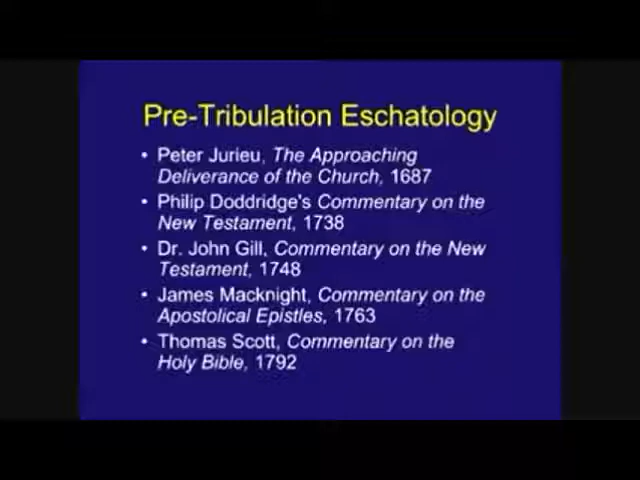 Pre-Tribulation Eschatology
• Peter Jurieu, The Approaching
Deliverance of the Church, 1687
• Philip Doddridge's Commentary on the
New Testament, 1738
• Dr. John Gill, Commentary on the New
Testament, 1748
• James Macknight, Commentary on the
Apostolical Epistles, 1763
• Thomas Scott, Commentary on the
Holy Bible, 1792